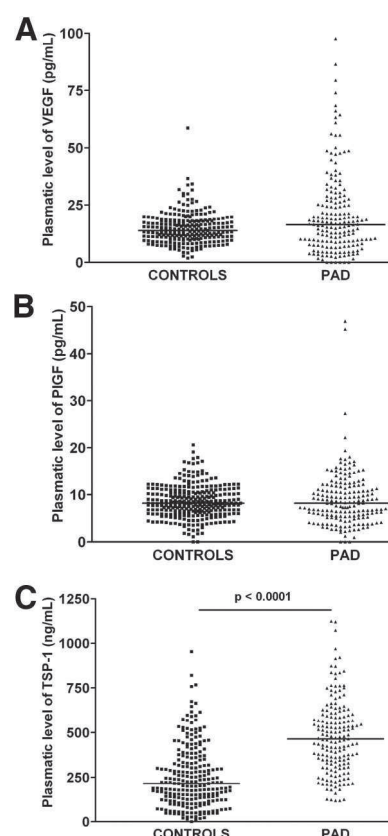 A
Plasmatic level of VEGF (pg/mL)
100
75
50
25
0
CONTROLS PAD
B
Plasmatic level of PIGF (pg/mL)
50
40
30
20
10
0
CONTROLS PAD
C
p < 0.0001
Plasmatic level of TSP-1 (ng/mL)
1250
1000
750
500
250
0
CONTROLS PAD